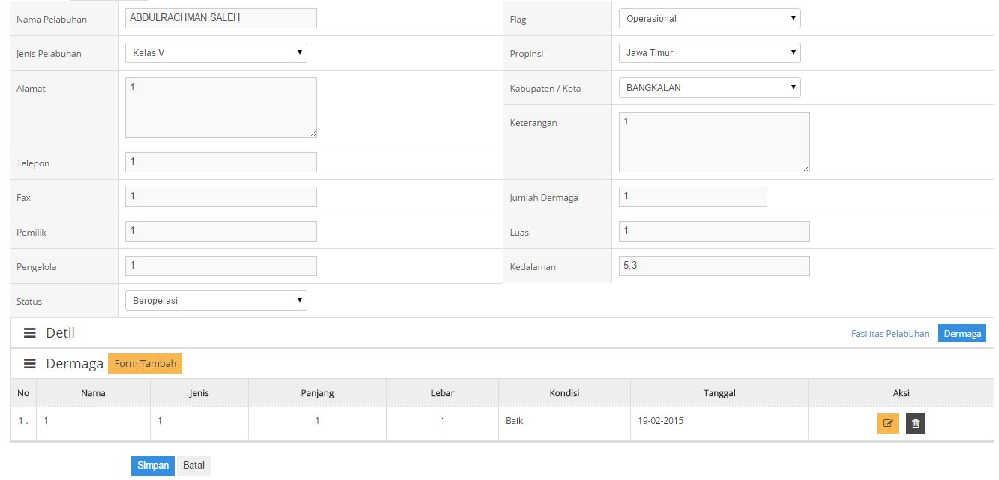 Nama Pelabuhan ABDULRACHMAN SALEH Flag Operasional
Jenis Pelabuhan Kelas V Propinsi Jawa Timur
Alamat 1 Kabupaten / Kota BANGKALAN
Keterangan 1
Telepon 1
Fax 1 Jumlah Dermaga 1
Pemilik 1 Luas 1
Pengelola 1 Kedalaman 5.3
Status Beroperasi
Detil Fasilitas Pelabuhan Dermaga
Dermaga Form Tambah
No Nama Jenis Panjang Lebar Kondisi Tanggal Aksi
1 . 1 1 1 1 Baik 19-02-2015
Simpan Batal